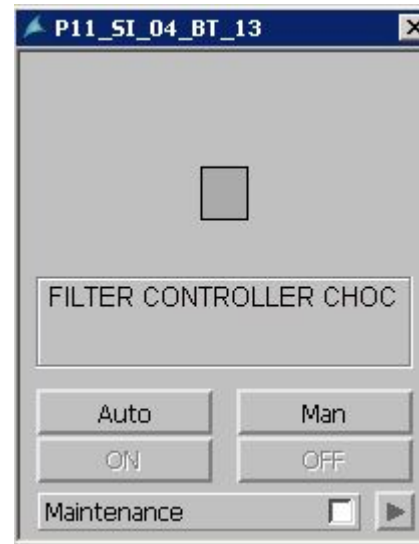 P11_SI_04_BT_13
FILTER CONTROLLER CHOC
Auto Man
ON OFF
Maintenance